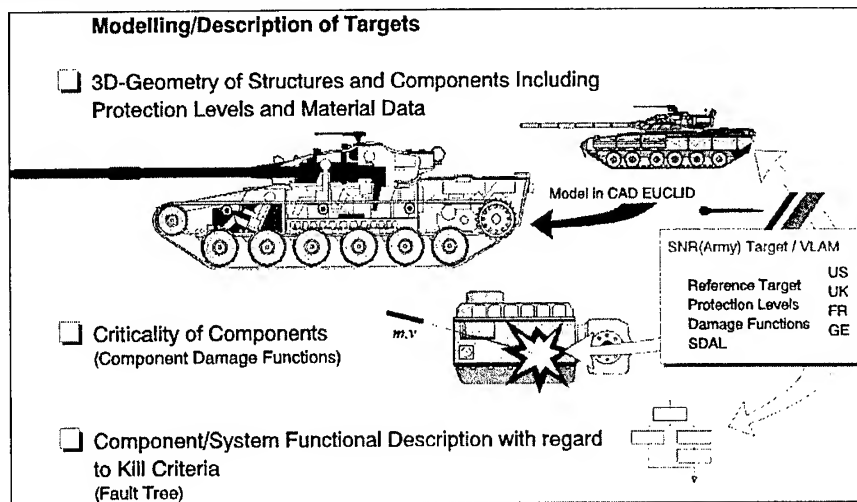 Modelling/Description of Targets
3D-Geometry of Structures and Components Including
Protection Levels and Material Data
Model in CAD EUCLID
SNR(Army) Target / VLAM
Reference Target
Protection Levels
Damage Functions
SDAL
US
UK
FR
GE
m,v
Criticality of Components
(Component Damage Functions)
Component/System Functional Description with regard
to Kill Criteria
(Fault Tree)